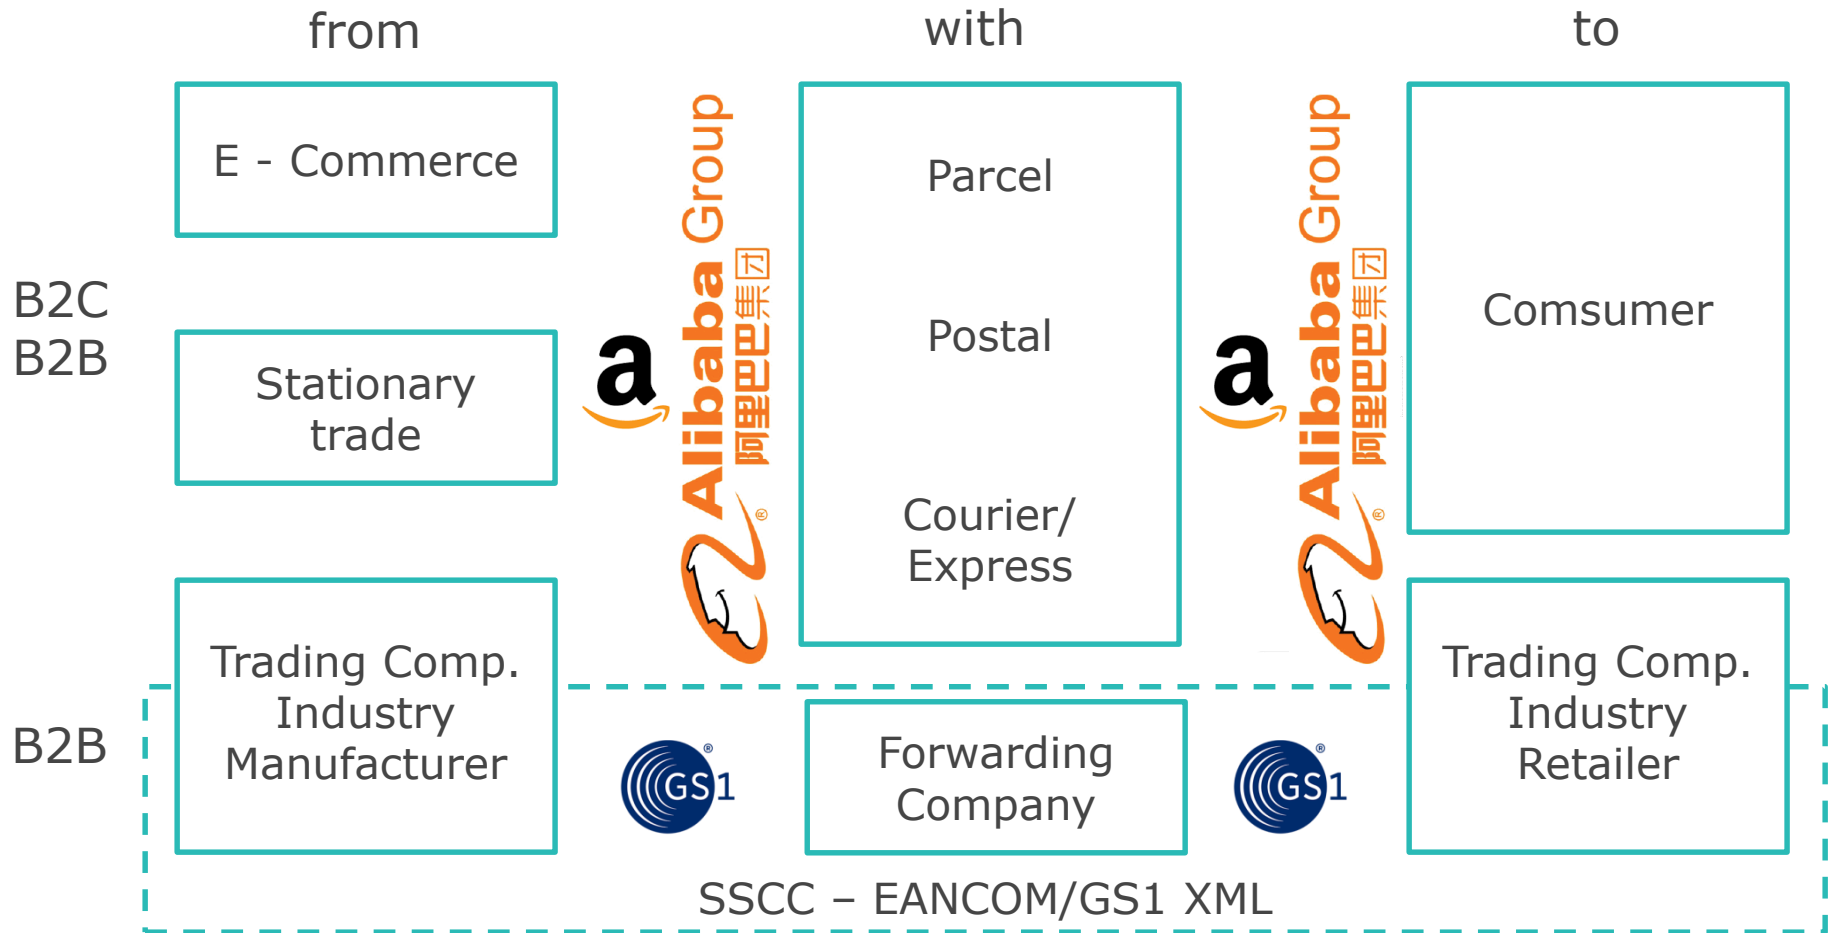 from
with
to
E - Commerce
Parcel
Postal
Courier/
Express
Comsumer
B2C
B2B
Stationary
trade
a
Alibaba Group
阿里巴巴集团
®
a
Alibaba Group
阿里巴巴集团
®
Trading Comp.
Industry
Manufacturer
Trading Comp.
Industry
Retailer
B2B
GS1
®
Forwarding
Company
GS1
®
SSCC – EANCOM/GS1 XML